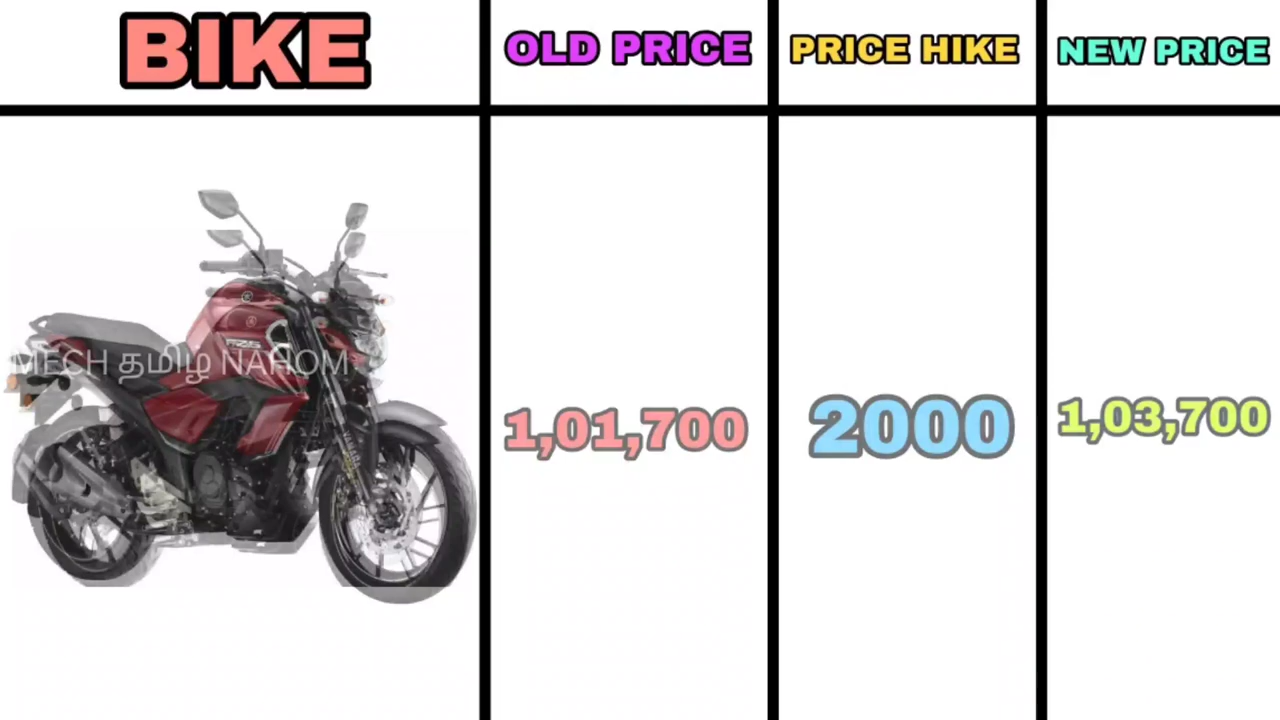 BIKE
OLD PRICE
PRICE HIKE
NEW PRICE
MECH தமிழ் NAHOM
1,01,700
2000
1,03,700